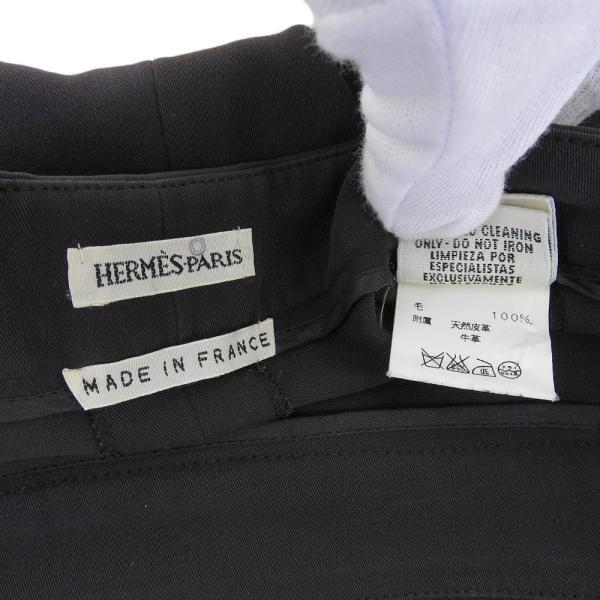 HERMÈS-PARIS
MADE IN FRANCE
CLEANING
ONLY - DO NOT IRON
LIMPIEZA POR
ESPECIALISTAS
EXCLUSIVAMENTE
毛 100%
附属 天然皮革
牛革